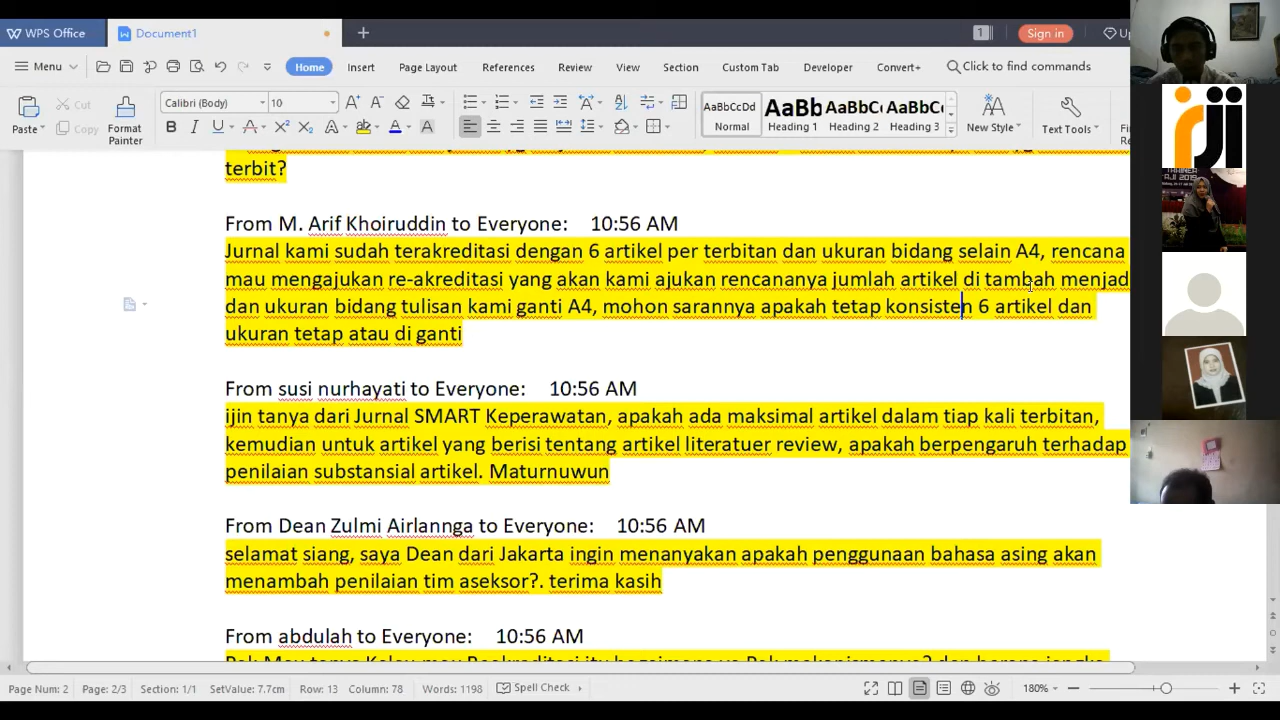 WPS Office
Document1
+
1
Sign in
Menu
Home
Insert
Page Layout
References
Review
View
Section
Custom Tab
Developer
Convert+
Click to find commands
Paste
Cut
Copy
Format
Painter
Calibri (Body)
10
AaBbCcDd
Normal
AaBb
Heading 1
AaBbC
Heading 2
AaBbC
Heading 3
New Style
Text Tools
terbit?
From M. Arif Khoiruddin to Everyone: 10:56 AM
Jurnal kami sudah terakreditasi dengan 6 artikel per terbitan dan ukuran bidang selain A4, rencana
mau mengajukan re-akreditasi yang akan kami ajukan rencananya jumlah artikel di tambah menjad
dan ukuran bidang tulisan kami ganti A4, mohon sarannya apakah tetap konsisten 6 artikel dan
ukuran tetap atau di ganti
From susi nurhayati to Everyone: 10:56 AM
ijin tanya dari Jurnal SMART Keperawatan, apakah ada maksimal artikel dalam tiap kali terbitan,
kemudian untuk artikel yang berisi tentang artikel literatuer review, apakah berpengaruh terhadap
penilaian substansial artikel. Maturnuwun
From Dean Zulmi Airlannga to Everyone: 10:56 AM
selamat siang, saya Dean dari Jakarta ingin menanyakan apakah penggunaan bahasa asing akan
menambah penilaian tim aseksor?. terima kasih
From abdulah to Everyone: 10:56 AM
Page Num: 2
Page: 2/3
Section: 1/1
SetValue: 7.7cm
Row: 13
Column: 78
Words: 1198
Spell Check
180%
rji
RJI 2019